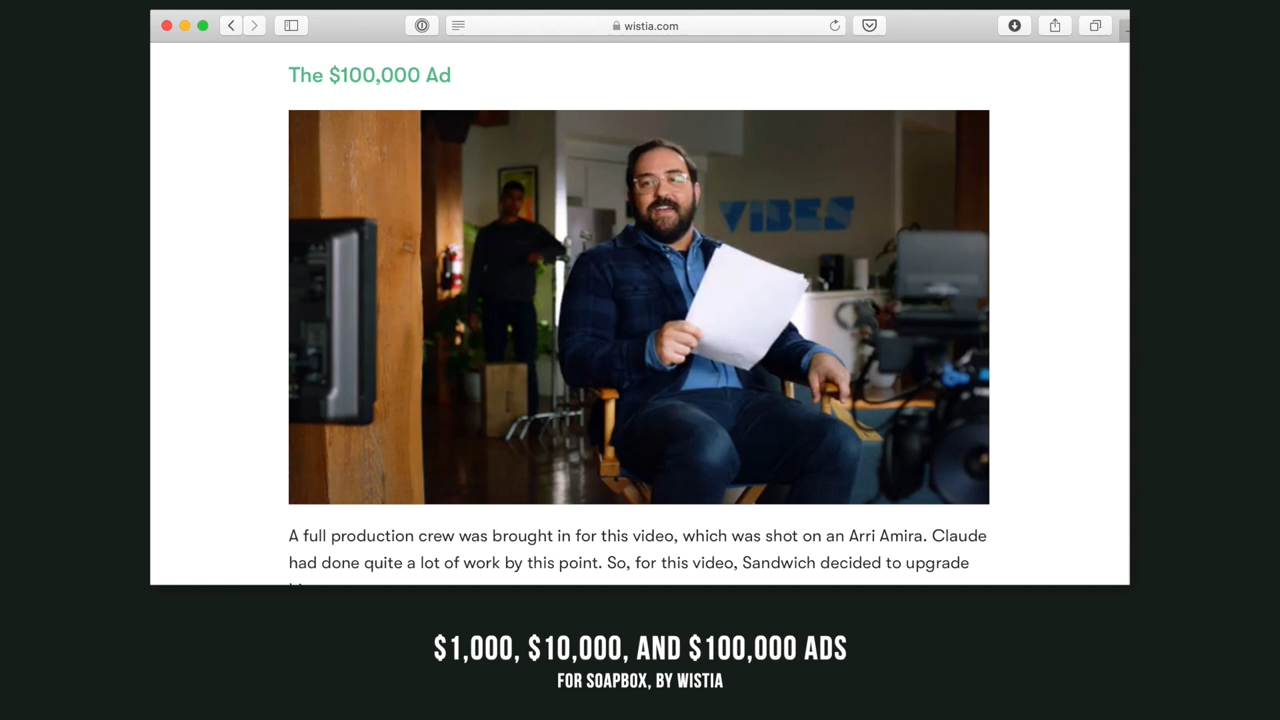 wistia.com
The $100,000 Ad
VIBES
A full production crew was brought in for this video, which was shot on an Arri Amira. Claude
had done quite a lot of work by this point. So, for this video, Sandwich decided to upgrade
$1,000, $10,000, AND $100,000 ADS
FOR SOAPBOX, BY WISTIA